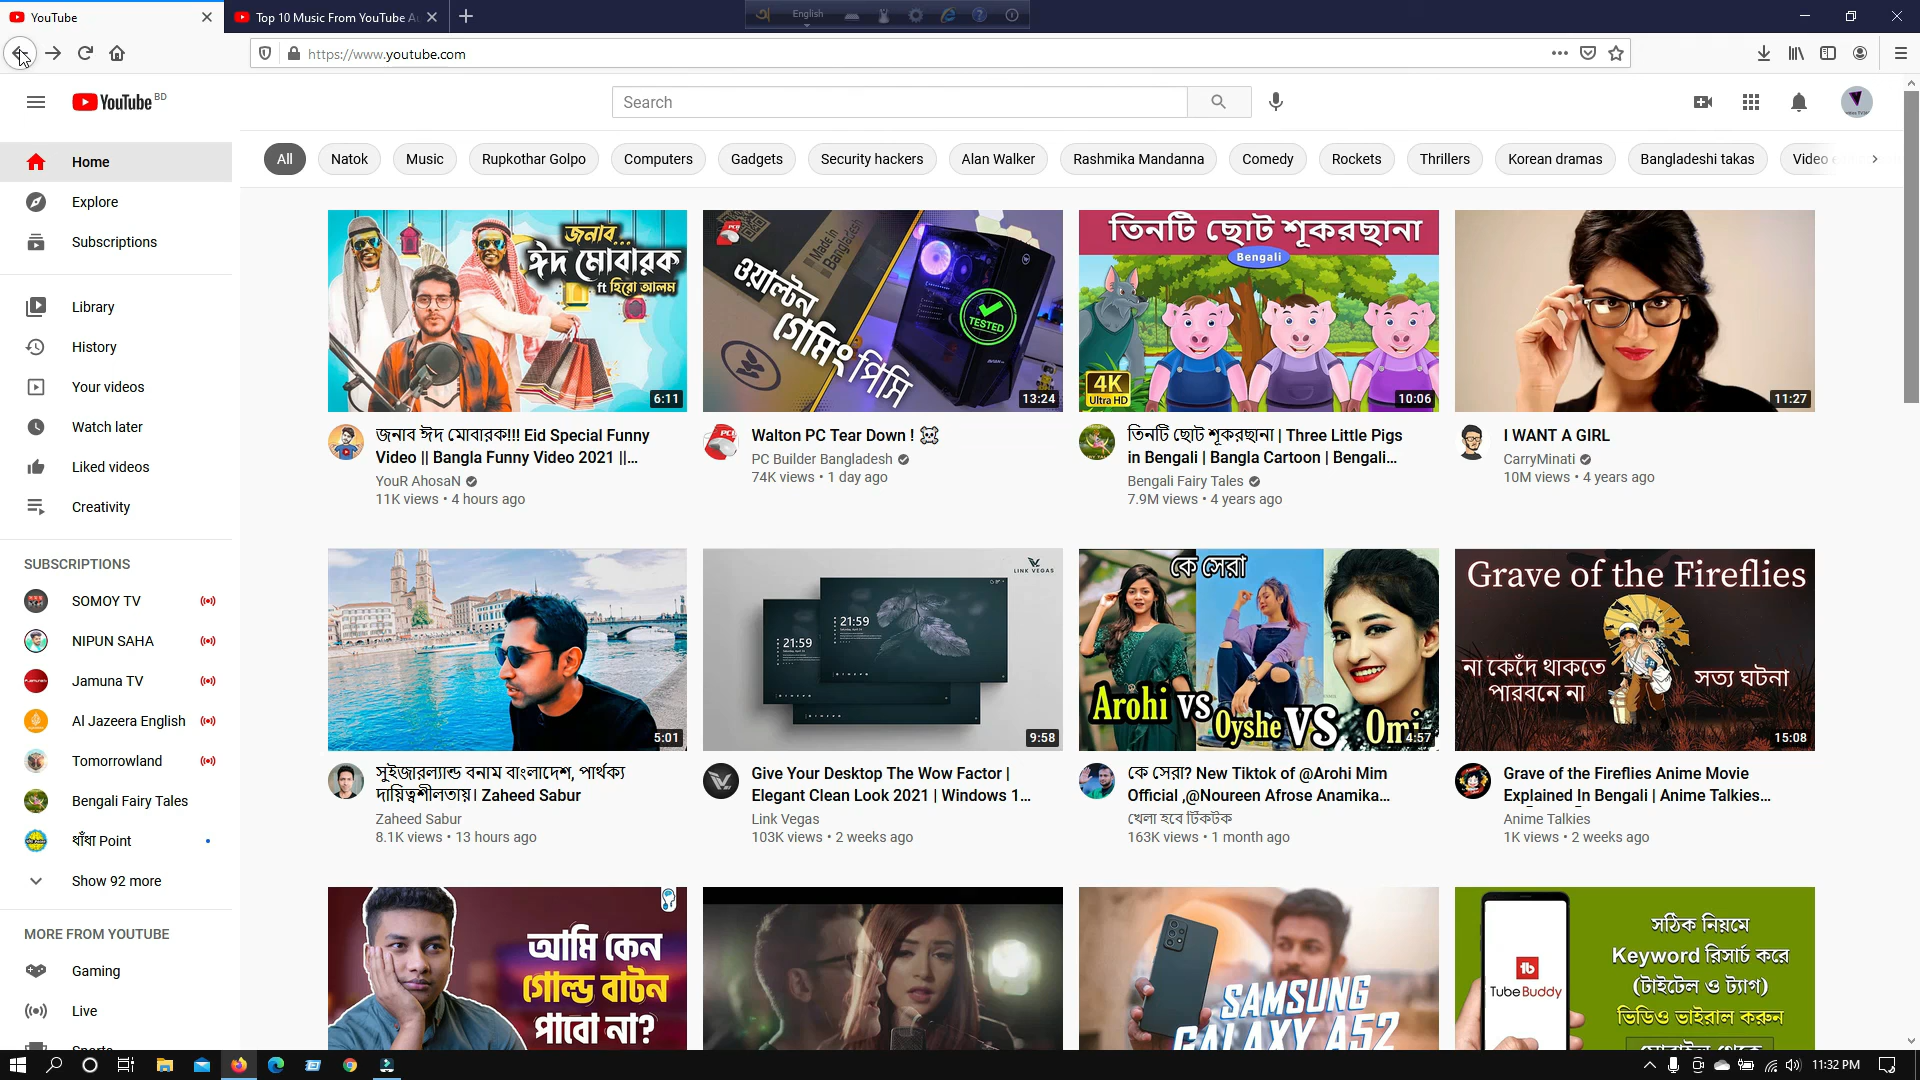 YouTube
Top 10 Music From YouTube A
English
https://www.youtube.com
YouTube BD
Search
Home
Explore
Subscriptions
Library
History
Your videos
Watch later
Liked videos
Creativity
SUBSCRIPTIONS
SOMOY TV
NIPUN SAHA
Jamuna TV
Al Jazeera English
Tomorrowland
Bengali Fairy Tales
ধাঁধাঁ Point
Show 92 more
MORE FROM YOUTUBE
Gaming
Live
All
Natok
Music
Rupkothar Golpo
Computers
Gadgets
Security hackers
Alan Walker
Rashmika Mandanna
Comedy
Rockets
Thrillers
Korean dramas
Bangladeshi takas
Video
জনাব...
ঈদ মোবারক
ft হিরো আলম
6:11
জনাব ঈদ মোবারক!!! Eid Special Funny
Video || Bangla Funny Video 2021 ||...
YouR AhosaN
11K views • 4 hours ago
Made in
Bangladesh
ওয়াল্টন
গেমিং পিসি
TESTED
13:24
Walton PC Tear Down ! ☠
PC Builder Bangladesh
74K views • 1 day ago
তিনটি ছোট শূকরছানা
Bengali
4K
Ultra HD
10:06
তিনটি ছোট শূকরছানা | Three Little Pigs
in Bengali | Bangla Cartoon | Bengali...
Bengali Fairy Tales
7.9M views • 4 years ago
11:27
I WANT A GIRL
CarryMinati
10M views • 4 years ago
5:01
সুইজারল্যান্ড বনাম বাংলাদেশ, পার্থক্য
দায়িত্বশীলতায়। Zaheed Sabur
Zaheed Sabur
8.1K views • 13 hours ago
LINK VEGAS
21:59
21:59
9:58
Give Your Desktop The Wow Factor |
Elegant Clean Look 2021 | Windows 1...
Link Vegas
103K views • 2 weeks ago
কে সেরা
Arohi vs
Oyshe VS Omi
4:57
কে সেরা? New Tiktok of @Arohi Mim
Official ,@Noureen Afrose Anamika...
খেলা হবে টিকটক
163K views • 1 month ago
Grave of the Fireflies
না কেঁদে থাকতে
পারবনে না
সত্য ঘটনা
15:08
Grave of the Fireflies Anime Movie
Explained In Bengali | Anime Talkies...
Anime Talkies
1K views • 2 weeks ago
আমি কেন
গোল্ড বাটন
পাবো না?
SAMSUNG
GALAXY A52
TubeBuddy
সঠিক নিয়মে
Keyword রিসার্চ করে
(টাইটেল ও ট্যাগ)
ভিডিও ভাইরাল করুন
11:32 PM